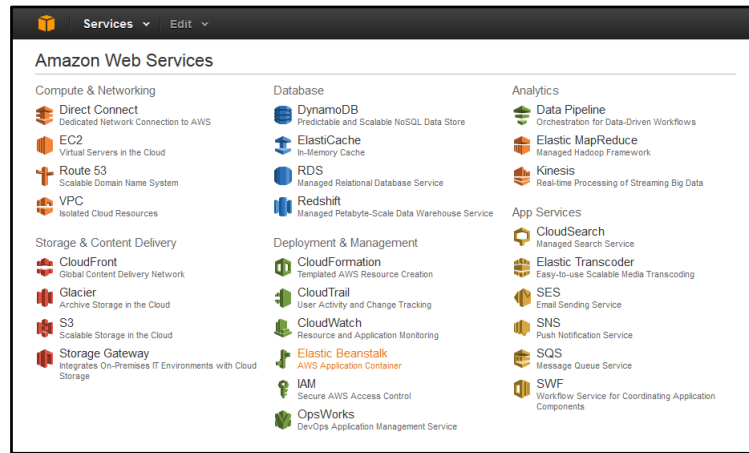 Services Edit
Amazon Web Services
Compute & Networking
Direct Connect
Dedicated Network Connection to AWS
EC2
Virtual Servers in the Cloud
Route 53
Scalable Domain Name System
VPC
Isolated Cloud Resources
Storage & Content Delivery
CloudFront
Global Content Delivery Network
Glacier
Archive Storage in the Cloud
S3
Scalable Storage in the Cloud
Storage Gateway
Integrates On-Premises IT Environments with Cloud
Storage
Database
DynamoDB
Predictable and Scalable NoSQL Data Store
ElastiCache
In-Memory Cache
RDS
Managed Relational Database Service
Redshift
Managed Petabyte-Scale Data Warehouse Service
Deployment & Management
CloudFormation
Templated AWS Resource Creation
CloudTrail
User Activity and Change Tracking
CloudWatch
Resource and Application Monitoring
Elastic Beanstalk
AWS Application Container
IAM
Secure AWS Access Control
OpsWorks
DevOps Application Management Service
Analytics
Data Pipeline
Orchestration for Data-Driven Workflows
Elastic MapReduce
Managed Hadoop Framework
Kinesis
Real-time Processing of Streaming Big Data
App Services
CloudSearch
Managed Search Service
Elastic Transcoder
Easy-to-use Scalable Media Transcoding
SES
Email Sending Service
SNS
Push Notification Service
SQS
Message Queue Service
SWF
Workflow Service for Coordinating Application
Components